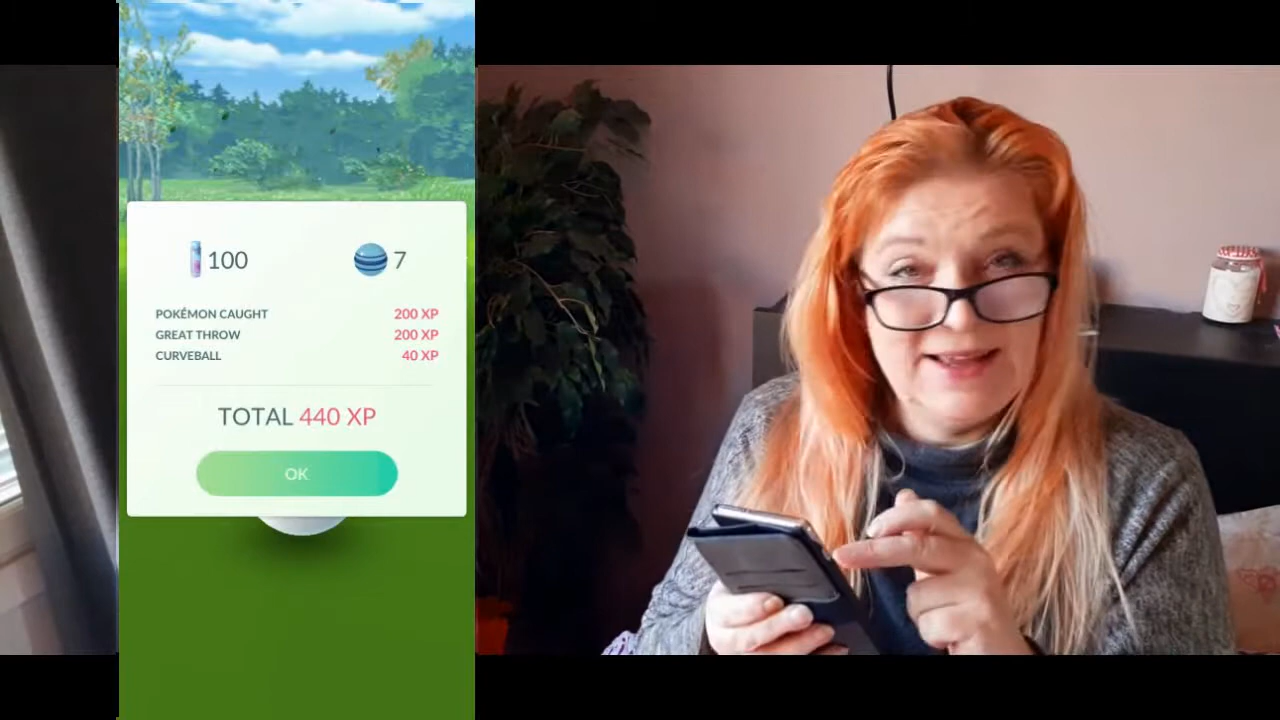 100 7
POKÉMON CAUGHT 200 XP
GREAT THROW 200 XP
CURVEBALL 40 XP
TOTAL 440 XP
OK